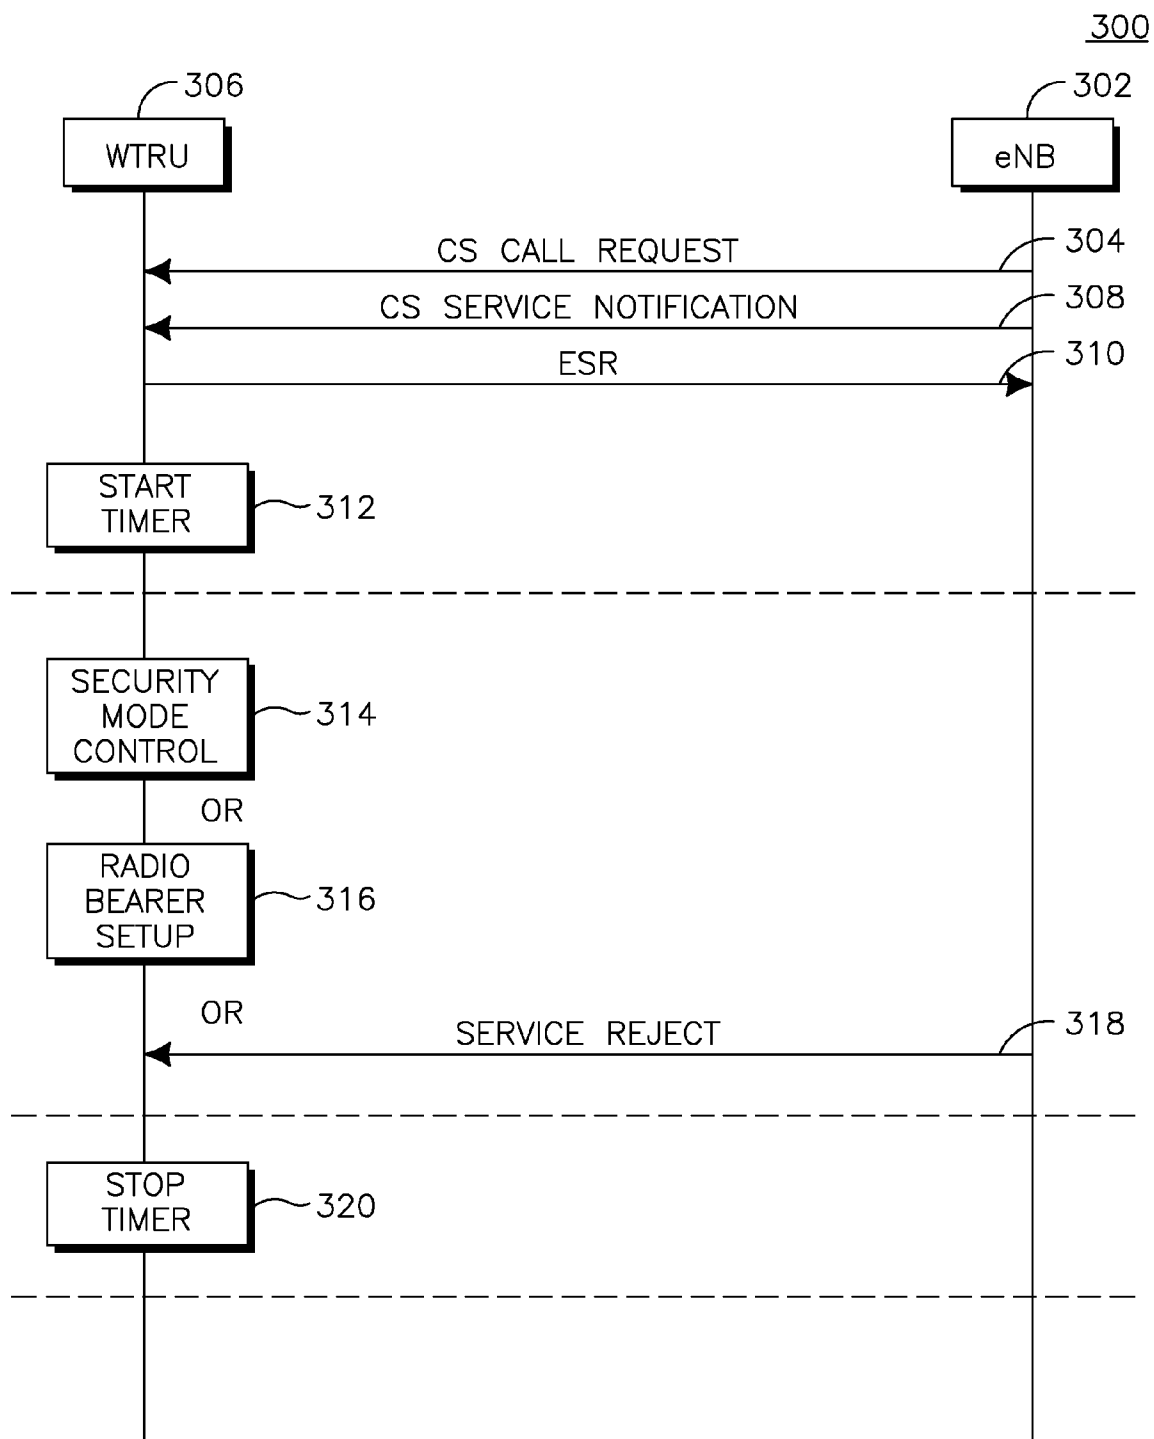 300
306
302
WTRU
eNB
CS CALL REQUEST
304
CS SERVICE NOTIFICATION
308
ESR
310
START
TIMER
312
SECURITY
MODE
CONTROL
314
OR
RADIO
BEARER
SETUP
316
OR
SERVICE REJECT
318
STOP
TIMER
320